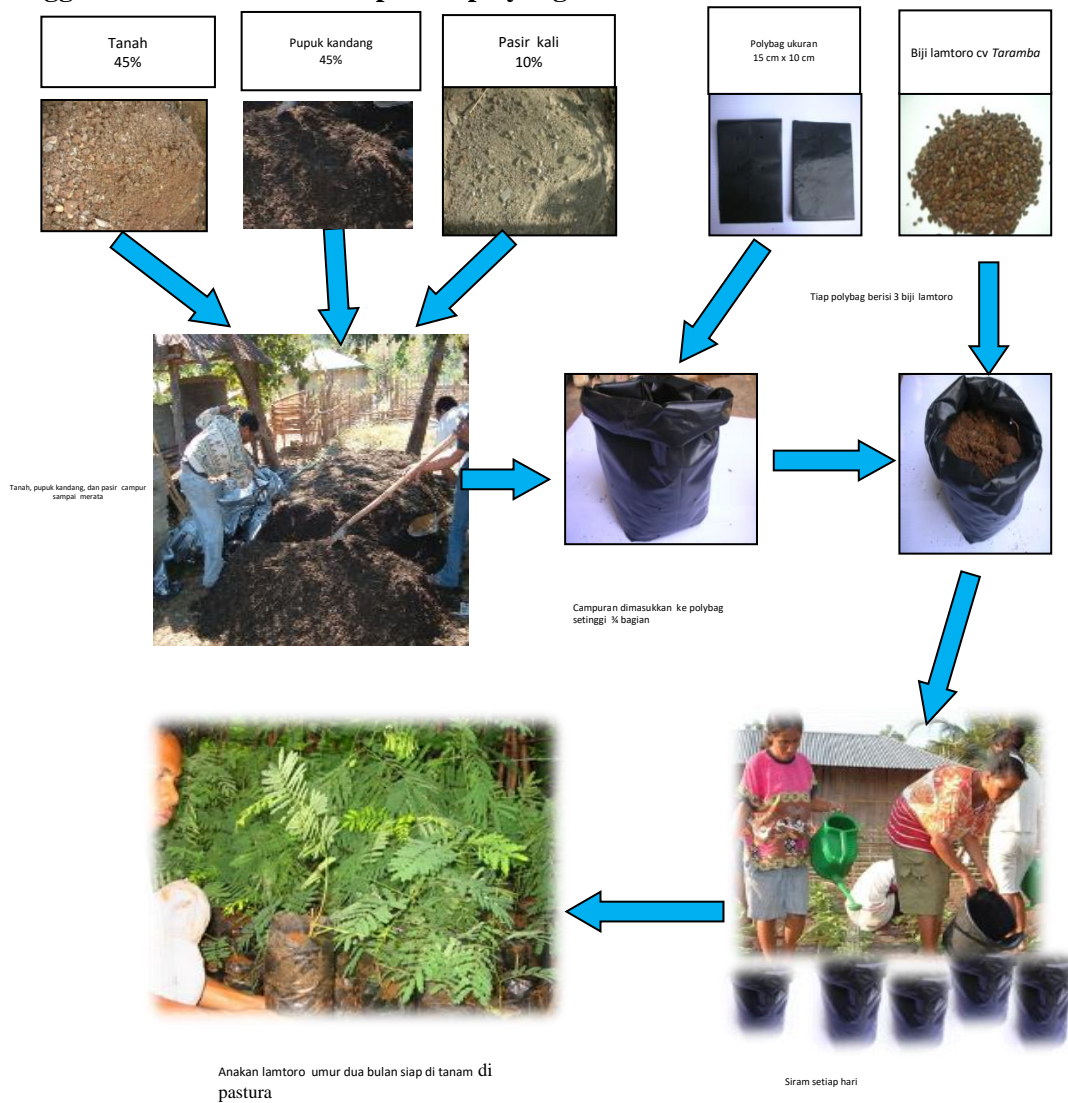 polybag
Tanah
45%
Pupuk kandang
45%
Pasir kali
10%
Polybag ukuran
15 cm x 10 cm
Biji lamtoro cv Taramba
Tiap polybag berisi 3 biji lamtoro
Tanah, pupuk kandang, dan pasir campur
sampai merata
Campuran dimasukkan ke polybag
setinggi ¾ bagian
Anakan lamtoro umur dua bulan siap di tanam di
pastura
Siram setiap hari